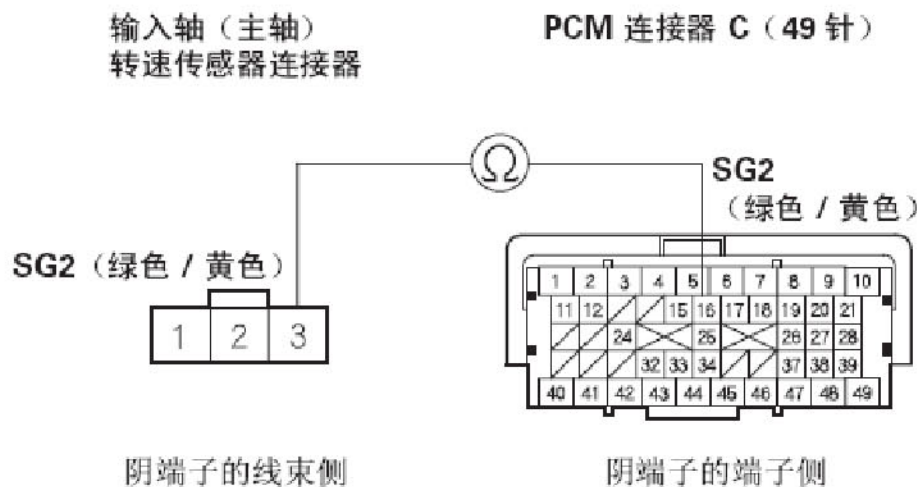 输入轴（主轴）
转速传感器连接器
PCM 连接器 C（49 针）
Ω
SG2
（绿色 / 黄色）
SG2（绿色 / 黄色）
1 2 3
1 2 3 4 5 6 7 8 9 10
11 12 15 16 17 18 19 20 21
24 25 26 27 28
32 33 34 37 38 39
40 41 42 43 44 45 46 47 48 49
阴端子的线束侧
阴端子的端子侧